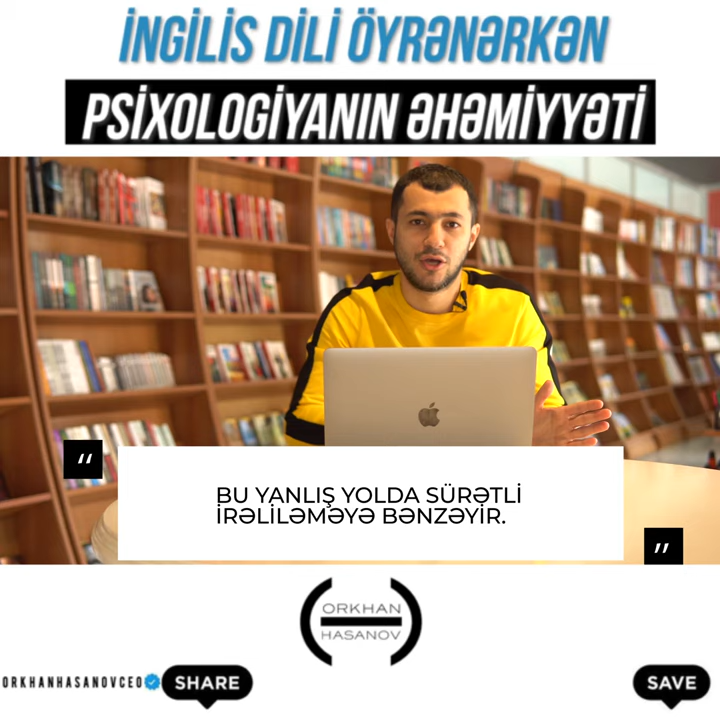 İNGİLİS DİLİ ÖYRƏNƏRKƏN
PSİXOLOGİYANIN ƏHƏMİYYƏTİ
“
BU YANLIŞ YOLDA SÜRƏTLİ
İRƏLİLƏMƏYƏ BƏNZƏYİR.
”
ORKHAN
HASANOV
ORKHANHASANOVCEO
SHARE
SAVE